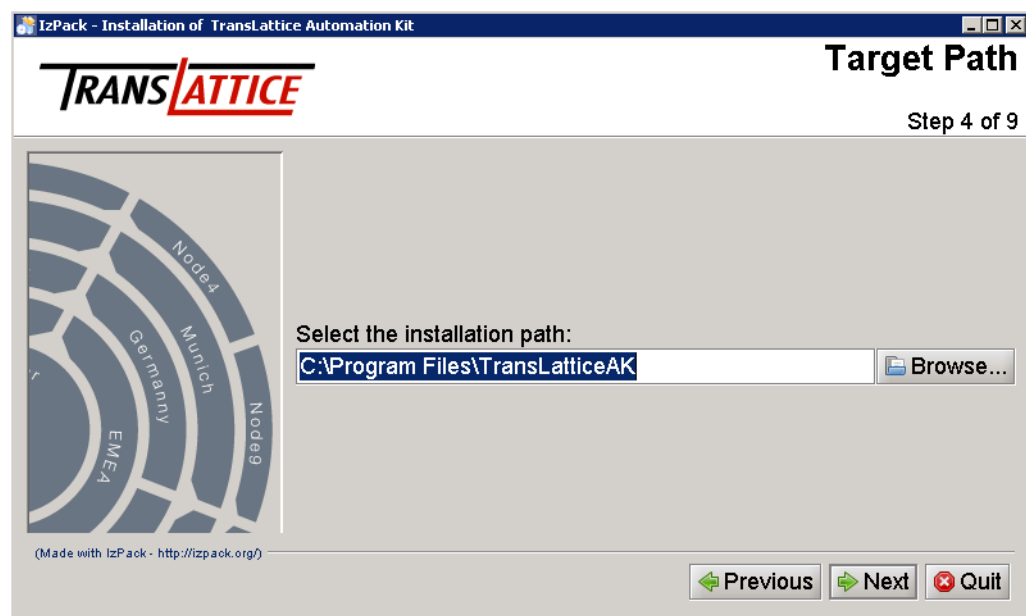 IzPack - Installation of TransLattice Automation Kit
TRANSLATTICE
Target Path
Step 4 of 9
Node4
Munich
Germanny
Node9
EMEA
Select the installation path:
C:\Program Files\TransLatticeAK
Browse...
(Made with IzPack - http://izpack.org/)
Previous
Next
Quit